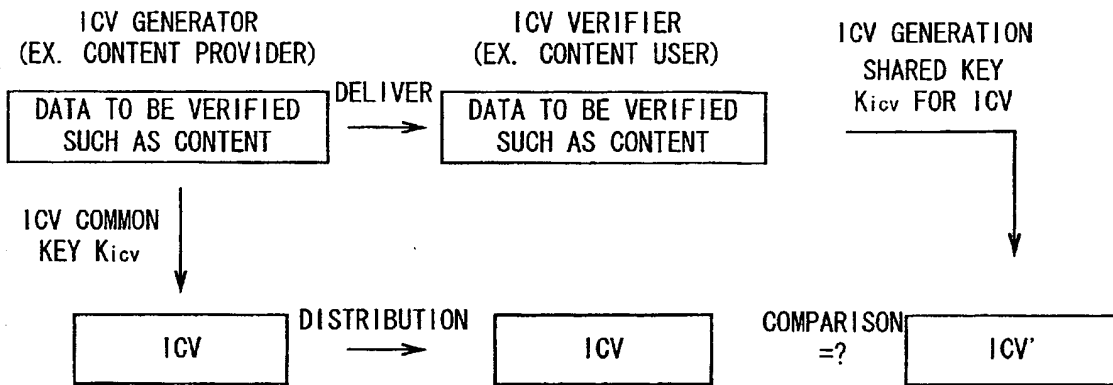 ICV GENERATOR
(EX. CONTENT PROVIDER)
ICV VERIFIER
(EX. CONTENT USER)
ICV GENERATION
SHARED KEY
Kicv FOR ICV
DATA TO BE VERIFIED
SUCH AS CONTENT
DELIVER
DATA TO BE VERIFIED
SUCH AS CONTENT
ICV COMMON
KEY Kicv
ICV
DISTRIBUTION
ICV
COMPARISON
=?
ICV'